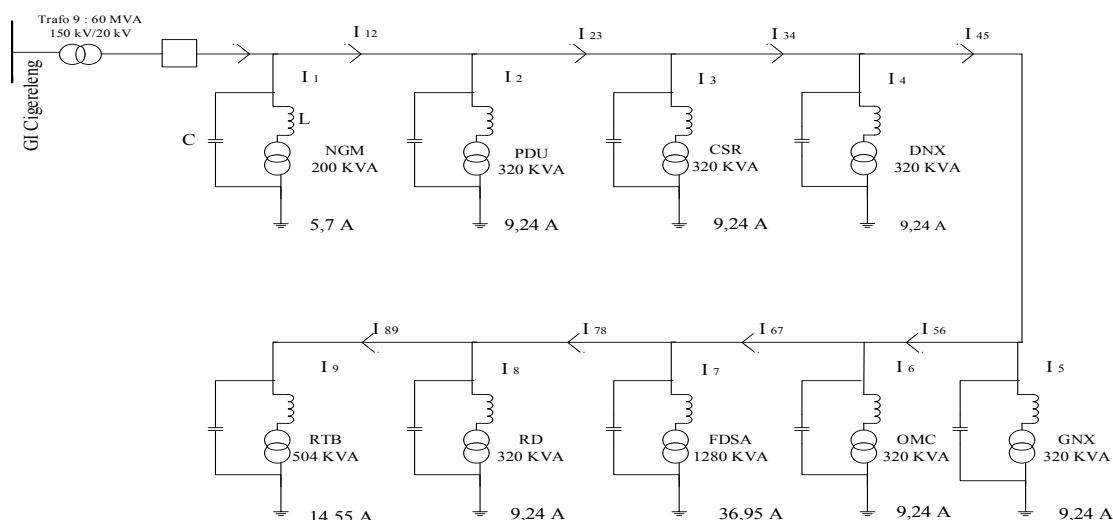 Trafo 9 : 60 MVA
150 kV/20 kV
GI Cigereleng
I 12
I 23
I 34
I 45
I 1
I 2
I 3
I 4
C
L
NGM
200 KVA
PDU
320 KVA
CSR
320 KVA
DNX
320 KVA
5,7 A
9,24 A
9,24 A
9,24 A
I 89
I 78
I 67
I 56
I 9
I 8
I 7
I 6
I 5
RTB
504 KVA
RD
320 KVA
FDSA
1280 KVA
OMC
320 KVA
GNX
320 KVA
14,55 A
9,24 A
36,95 A
9,24 A
9,24 A